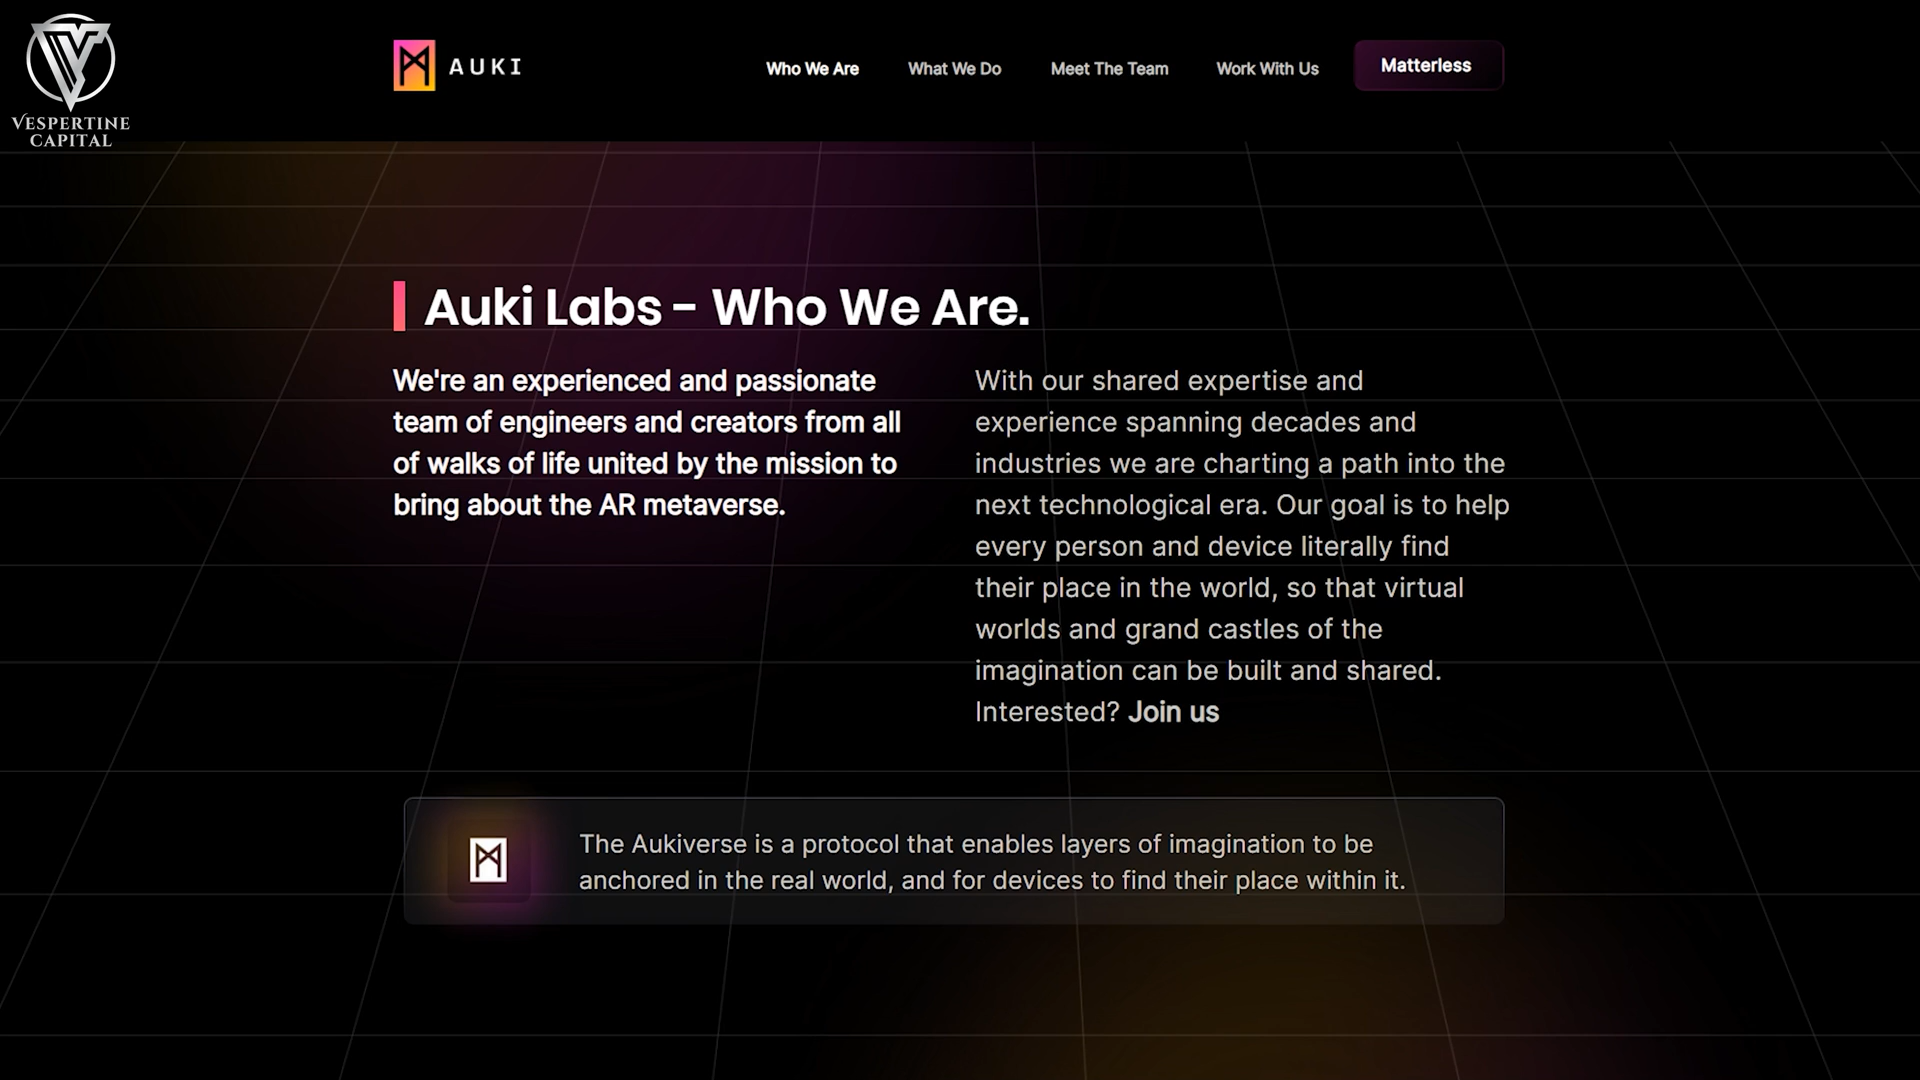 VESPERTINE
CAPITAL
AUKI
Who We Are
What We Do
Meet The Team
Work With Us
Matterless
Auki Labs - Who We Are.
We're an experienced and passionate
team of engineers and creators from all
of walks of life united by the mission to
bring about the AR metaverse.
With our shared expertise and
experience spanning decades and
industries we are charting a path into the
next technological era. Our goal is to help
every person and device literally find
their place in the world, so that virtual
worlds and grand castles of the
imagination can be built and shared.
Interested? Join us
The Aukiverse is a protocol that enables layers of imagination to be
anchored in the real world, and for devices to find their place within it.